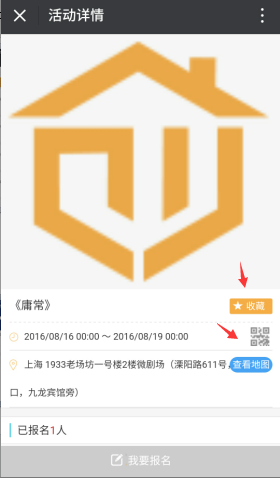 活动详情
《庸常》
收藏
2016/08/16 00:00 ～ 2016/08/19 00:00
上海 1933老场坊一号楼2楼微剧场（溧阳路611号,
查看地图
口，九龙宾馆旁）
已报名1人
我要报名